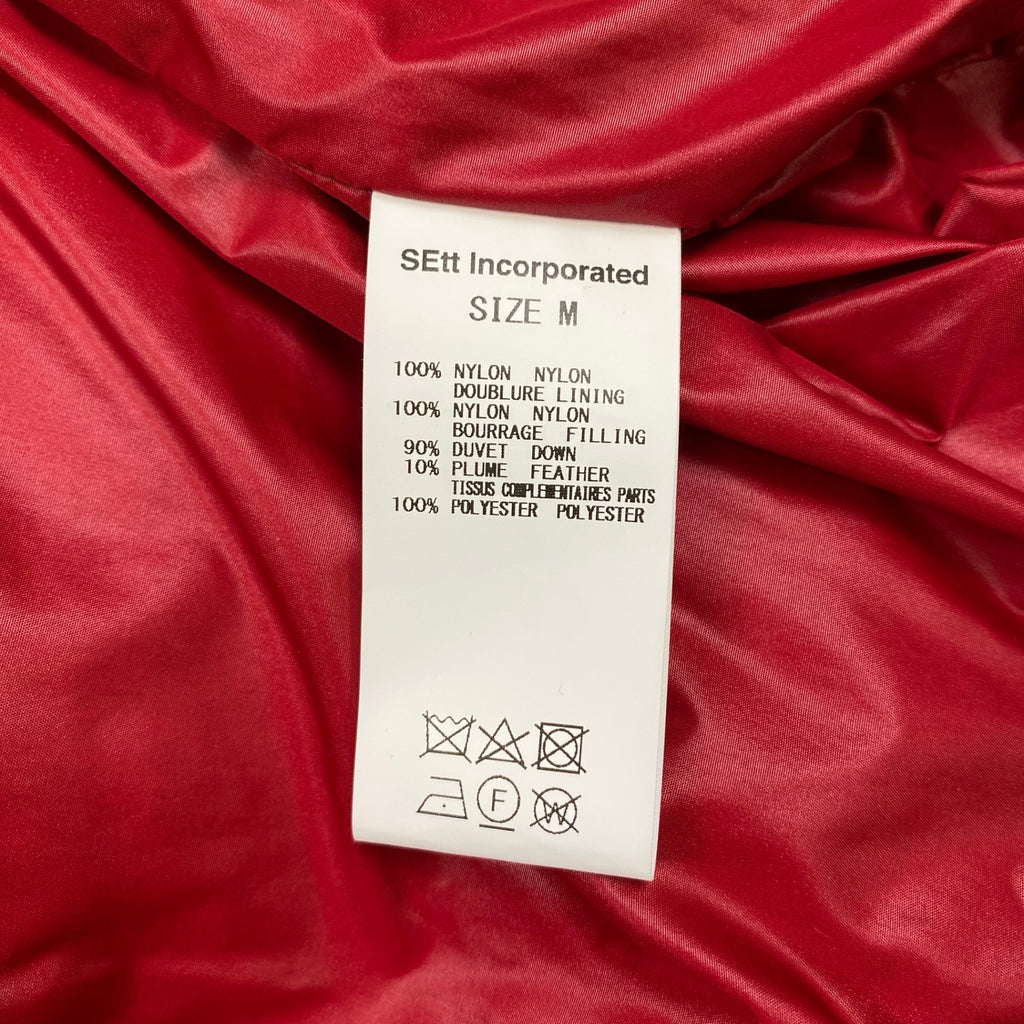 SEtt Incorporated
SIZE M
100% NYLON NYLON
DOUBLURE LINING
100% NYLON NYLON
BOURRAGE FILLING
90% DUVET DOWN
10% PLUME FEATHER
TISSUS COMPLEMENTAIRES PARTS
100% POLYESTER POLYESTER
F W